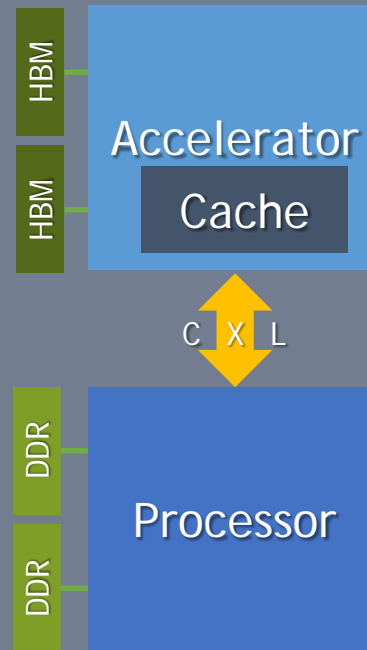 HBM
HBM
Accelerator
Cache
C X L
DDR
DDR
Processor